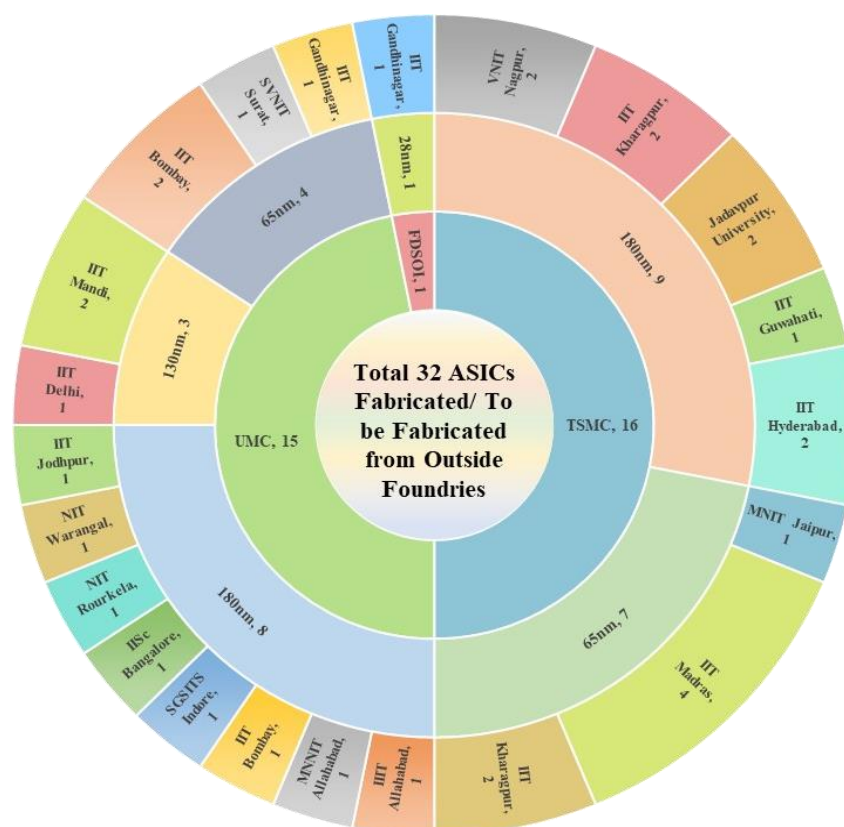 Total 32 ASICs
Fabricated/ To
be Fabricated
from Outside
Foundries
TSMC, 16
UMC, 15
FDSOI, 1
180nm, 9
65nm, 7
180nm, 8
130nm, 3
65nm, 4
28nm, 1
VNIT
Nagpur,
2
IIT
Kharagpur,
2
Jadavpur
University,
2
IIT
Guwahati,
1
IIT
Hyderabad,
2
MNIT Jaipur,
1
IIT
Madras,
4
IIT
Kharagpur,
2
IIIT
Allahabad,
1
MNNIT
Allahabad,
1
IIT
Bombay,
1
SGSITS
Indore,
1
IISc
Bangalore,
1
NIT
Rourkela,
1
NIT
Warangal,
1
IIT
Jodhpur,
1
IIT
Delhi,
1
IIT
Mandi,
2
IIT
Bombay,
2
SVNIT
Surat,
1
IIT
Gandhinagar,
1
IIT
Gandhinagar,
1